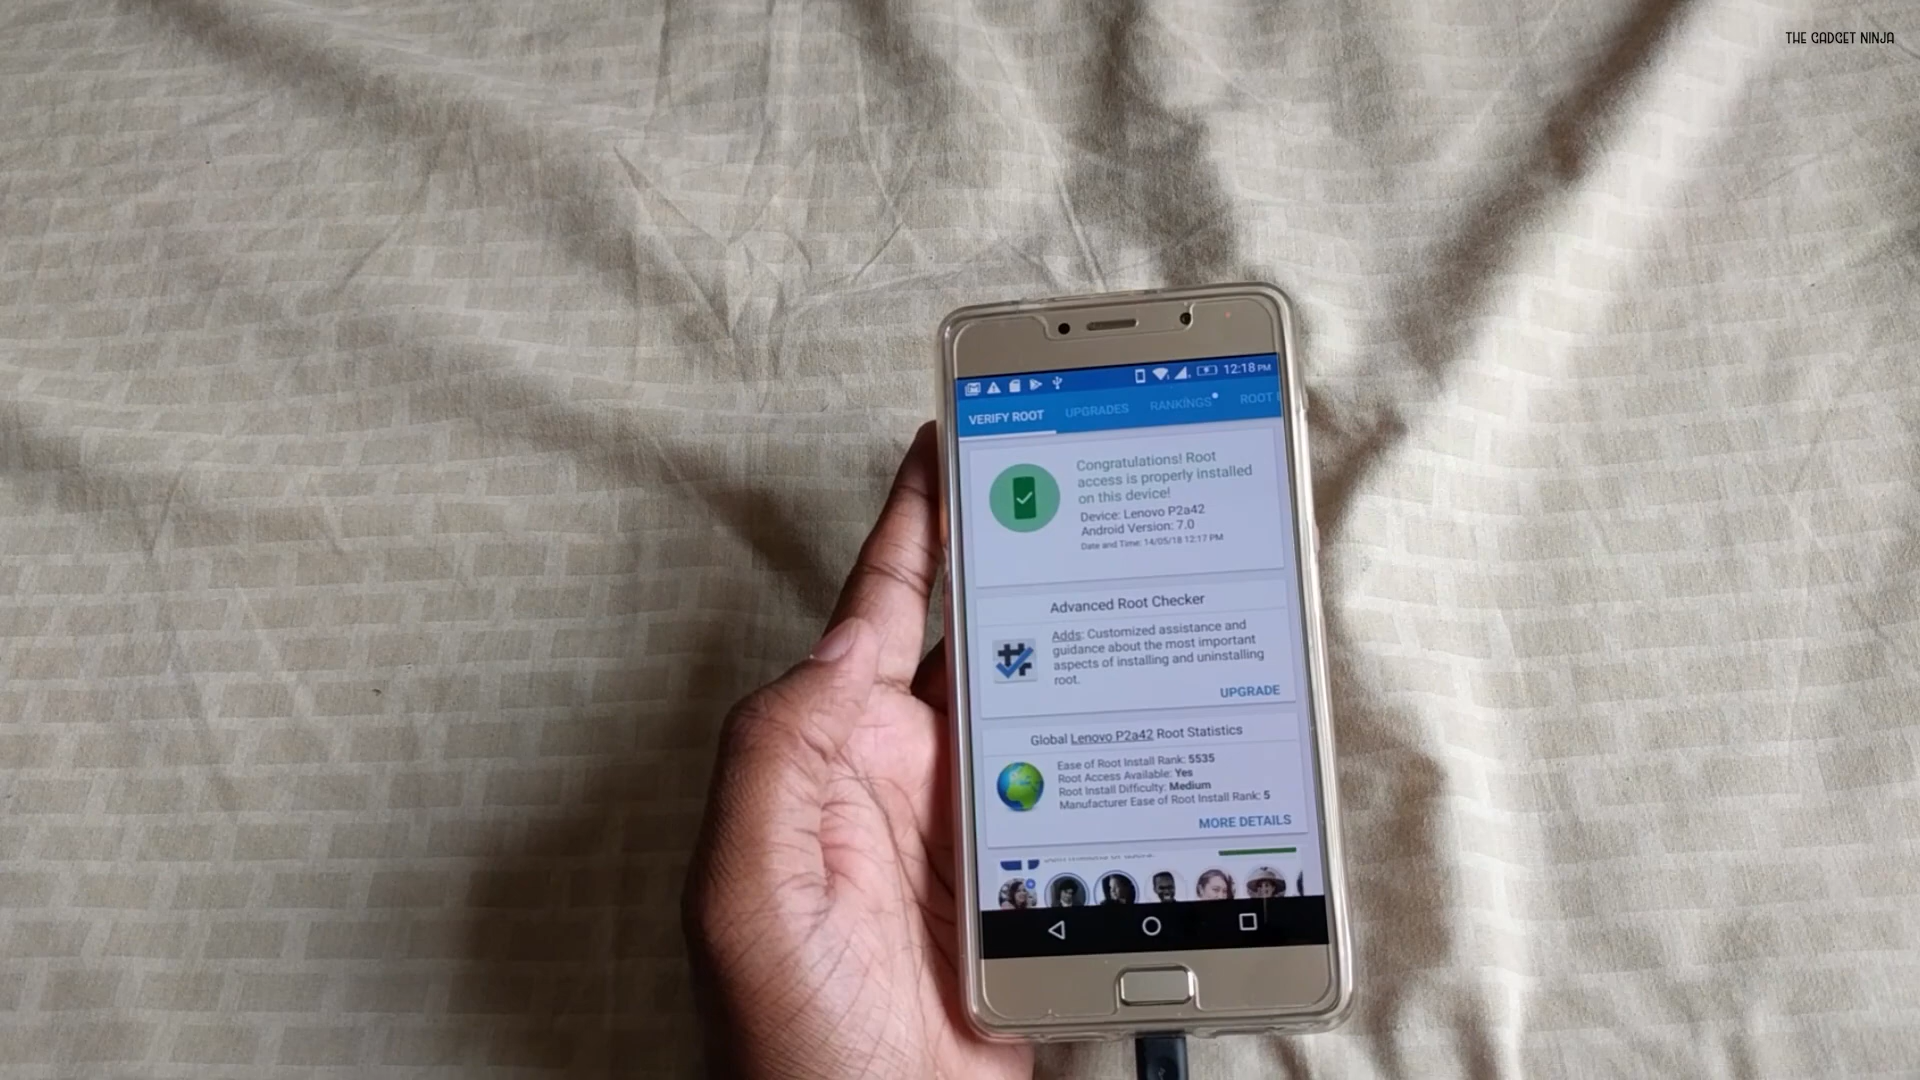 THE GADGET NINJA
12:18 PM
VERIFY ROOT UPGRADES RANKINGS ROOT
Congratulations! Root
access is properly installed
on this device!
Device: Lenovo P2a42
Android Version: 7.0
Date and Time: 14/05/18 12:17 PM
Advanced Root Checker
Adds: Customized assistance and
guidance about the most important
aspects of installing and uninstalling
root.
UPGRADE
Global Lenovo P2a42 Root Statistics
Ease of Root Install Rank: 5535
Root Access Available: Yes
Root Install Difficulty: Medium
Manufacturer Ease of Root Install Rank: 5
MORE DETAILS